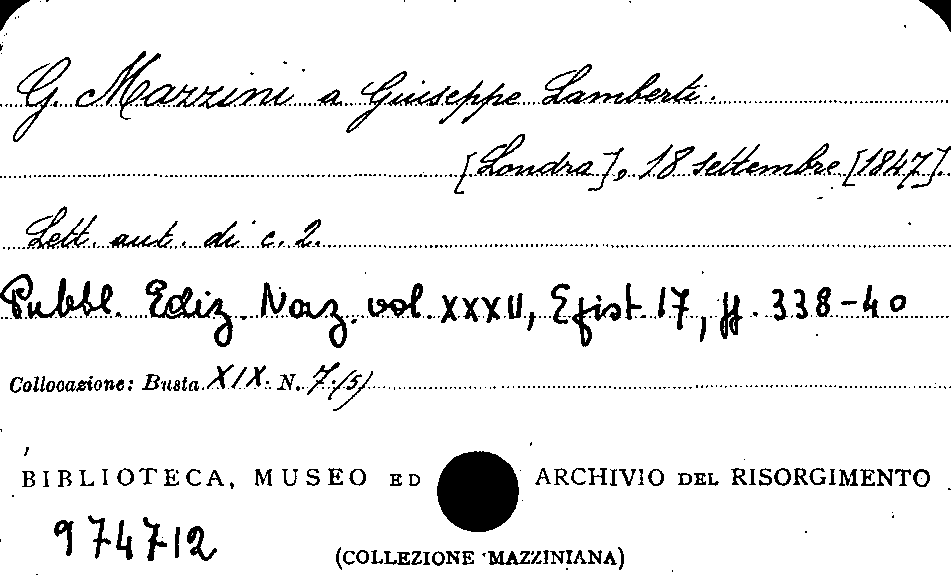 G. Mazzini a Giuseppe Lamberti.
[Londra], 18 settembre [1847].
Lett. aut. di c. 2.
Pubbl. Ediz. Naz. vol. XXXII, Epist 17, pp. 338-40
Collocazione: Busta XIX. N. 7.(5)
BIBLIOTECA, MUSEO ED ARCHIVIO DEL RISORGIMENTO
974712
(COLLEZIONE MAZZINIANA)